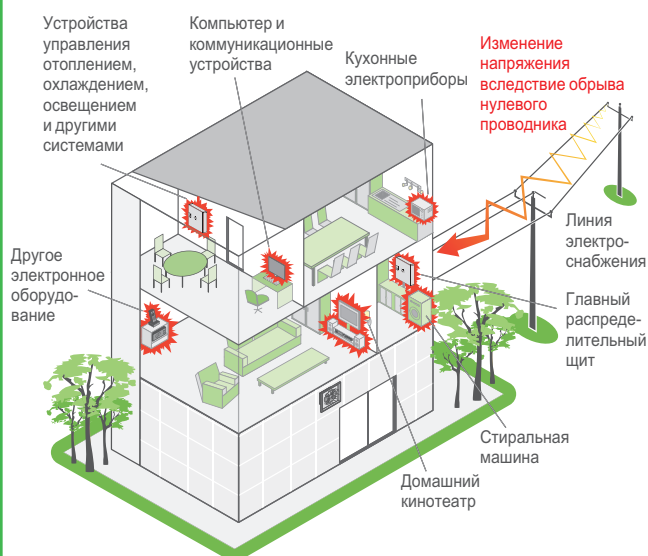 Устройства
управления
отоплением,
охлаждением,
освещением
и другими
системами
Компьютер и
коммуникационные
устройства
Кухонные
электроприборы
Изменение
напряжения
вследствие обрыва
нулевого
проводника
Линия
электро-
снабжения
Главный
распреде-
лительный
щит
Другое
электронное
оборудо-
вание
Стиральная
машина
Домашний
кинотеатр